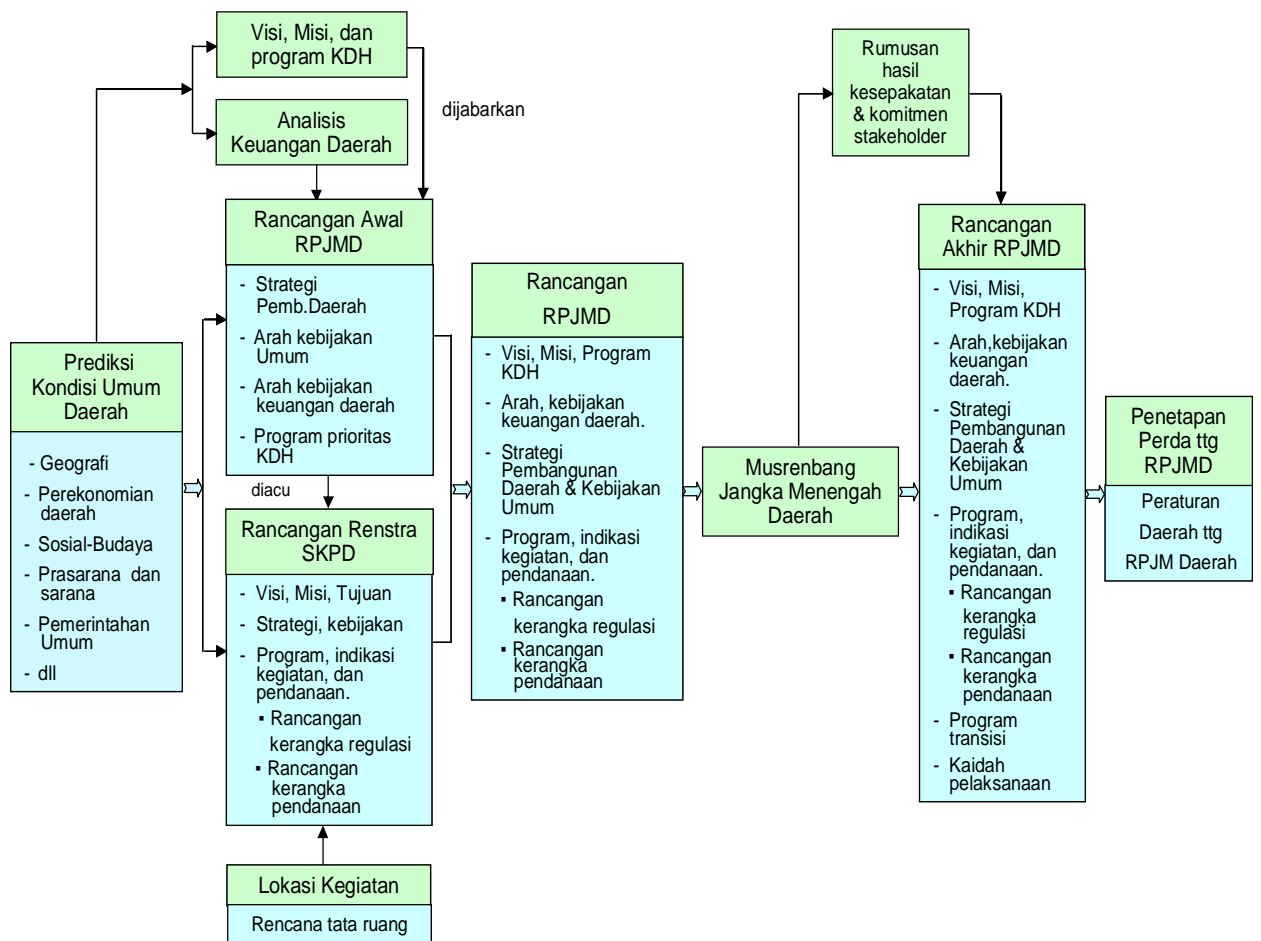 Visi, Misi, dan
program KDH
dijabarkan
Analisis
Keuangan Daerah
Rancangan Awal
RPJMD
- Strategi
Pemb.Daerah
- Arah kebijakan
Umum
- Arah kebijakan
keuangan daerah
- Program prioritas
KDH
Prediksi
Kondisi Umum
Daerah
- Geografi
- Perekonomian
daerah
- Sosial-Budaya
- Prasarana dan
sarana
- Pemerintahan
Umum
- dll
diacu
Rancangan Renstra
SKPD
- Visi, Misi, Tujuan
- Strategi, kebijakan
- Program, indikasi
kegiatan, dan
pendanaan.
▪ Rancangan
kerangka regulasi
▪ Rancangan
kerangka
pendanaan
Lokasi Kegiatan
Rencana tata ruang
Rancangan
RPJMD
- Visi, Misi, Program
KDH
- Arah, kebijakan
keuangan daerah.
- Strategi
Pembangunan
Daerah & Kebijakan
Umum
- Program, indikasi
kegiatan, dan
pendanaan.
▪ Rancangan
kerangka regulasi
▪ Rancangan
kerangka
pendanaan
Musrenbang
Jangka Menengah
Daerah
Rumusan
hasil
kesepakatan
& komitmen
stakeholder
Rancangan
Akhir RPJMD
- Visi, Misi,
Program KDH
- Arah,kebijakan
keuangan
daerah.
- Strategi
Pembangunan
Daerah &
Kebijakan
Umum
- Program,
indikasi
kegiatan, dan
pendanaan.
▪ Rancangan
kerangka
regulasi
▪ Rancangan
kerangka
pendanaan
- Program
transisi
- Kaidah
pelaksanaan
Penetapan
Perda ttg
RPJMD
Peraturan
Daerah ttg
RPJM Daerah